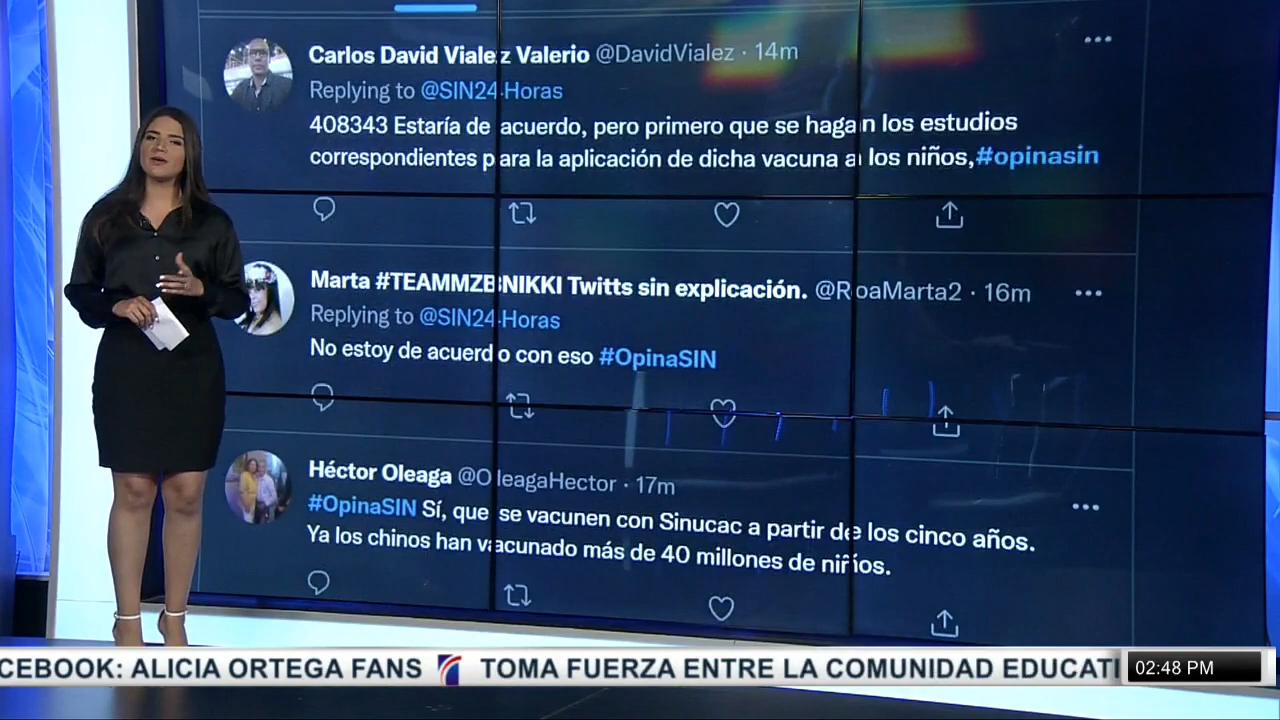 Carlos David Vialez Valerio @DavidVialez · 14m
Replying to @SIN24Horas
408343 Estaría de acuerdo, pero primero que se hagan los estudios
correspondientes para la aplicación de dicha vacuna a los niños,#opinasin
Marta #TEAMMZBNIKKI Twitts sin explicación. @RoaMarta2 · 16m
Replying to @SIN24Horas
No estoy de acuerdo con eso #OpinaSIN
Héctor Oleaga @OleagaHector · 17m
#OpinaSIN Sí, que se vacunen con Sinucac a partir de los cinco años.
Ya los chinos han vacunado más de 40 millones de niños.
CEBOOK: ALICIA ORTEGA FANS TOMA FUERZA ENTRE LA COMUNIDAD EDUCATI
02:48 PM